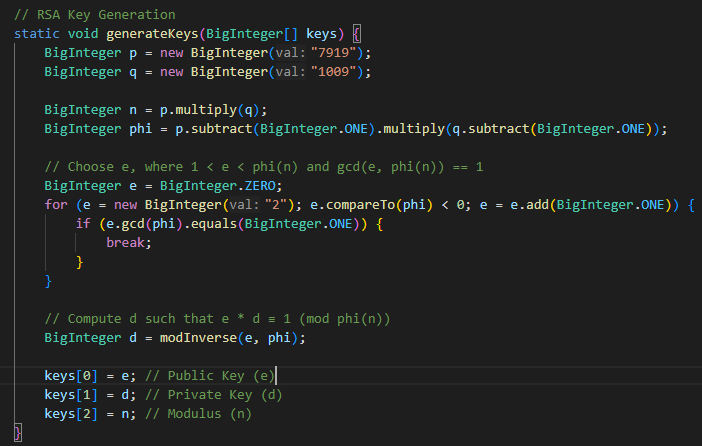 // RSA Key Generation
static void generateKeys(BigInteger[] keys) {
BigInteger p = new BigInteger(val: "7919");
BigInteger q = new BigInteger(val: "1009");
BigInteger n = p.multiply(q);
BigInteger phi = p.subtract(BigInteger.ONE).multiply(q.subtract(BigInteger.ONE));
// Choose e, where 1 < e < phi(n) and gcd(e, phi(n)) == 1
BigInteger e = BigInteger.ZERO;
for (e = new BigInteger(val: "2"); e.compareTo(phi) < 0; e = e.add(BigInteger.ONE)) {
if (e.gcd(phi).equals(BigInteger.ONE)) {
break;
}
}
// Compute d such that e * d ≡ 1 (mod phi(n))
BigInteger d = modInverse(e, phi);
keys[0] = e; // Public Key (e)
keys[1] = d; // Private Key (d)
keys[2] = n; // Modulus (n)
}